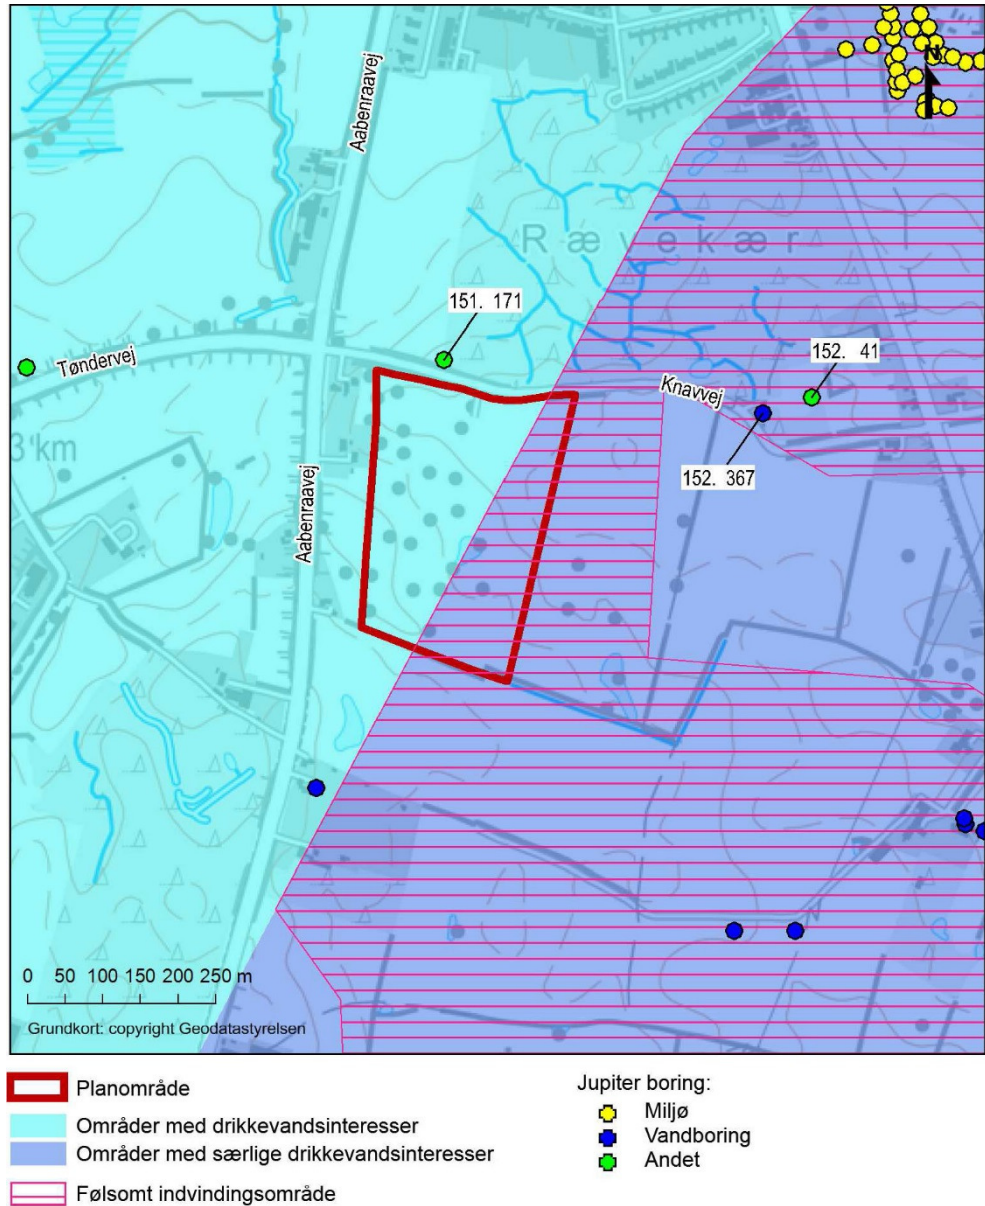 N
Aabenraavej
Rævekær
151. 171
Tøndervej
152. 41
Knavvej
3 km
152. 367
Aabenraavej
0 50 100 150 200 250 m
Grundkort: copyright Geodatastyrelsen
Planområde
Områder med drikkevandsinteresser
Områder med særlige drikkevandsinteresser
Følsomt indvindingsområde
Jupiter boring:
Miljø
Vandboring
Andet